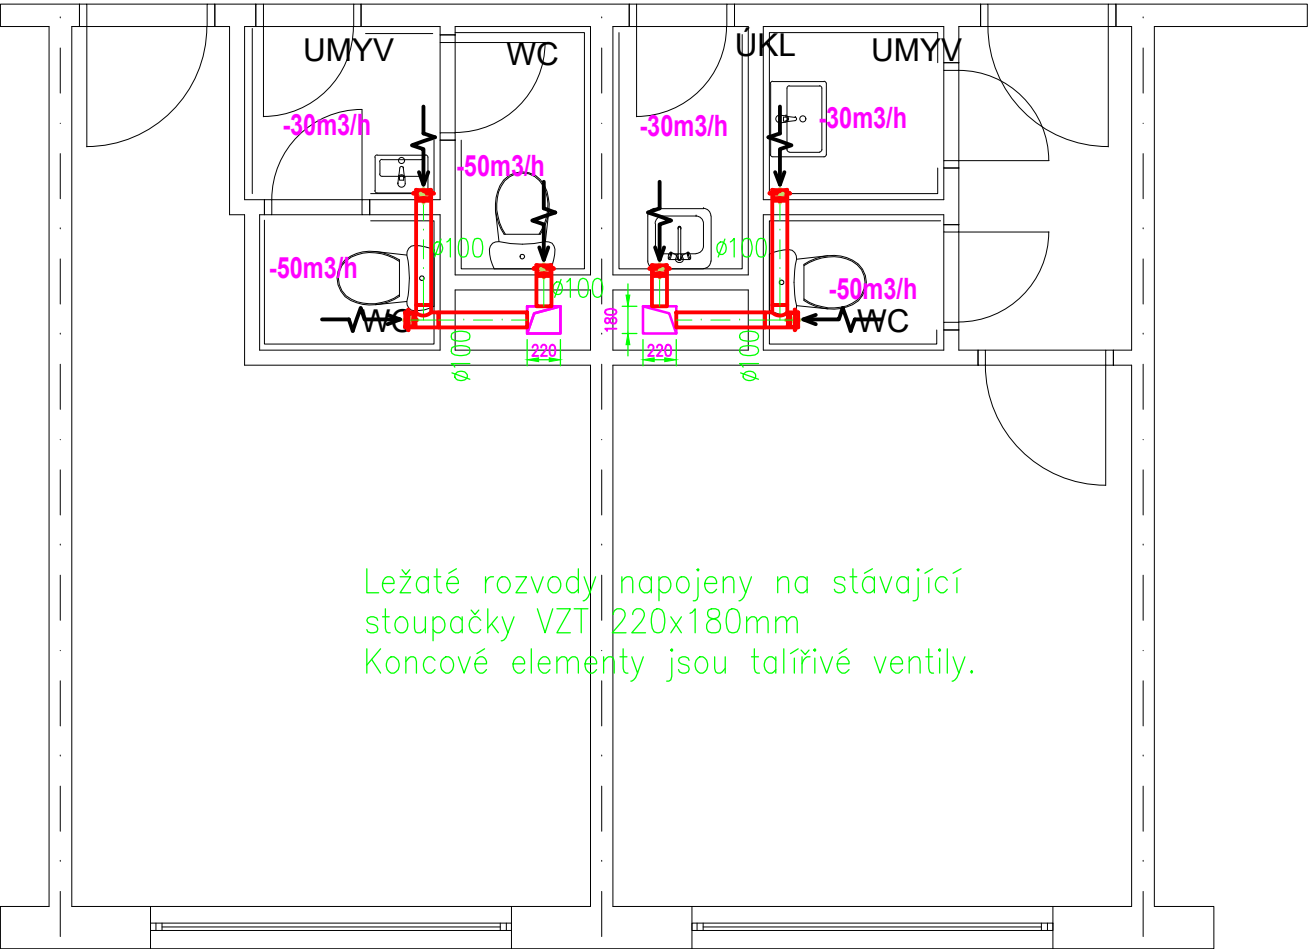 UMYV
WC
ÚKL
UMYV
-30m3/h
-50m3/h
-30m3/h
-30m3/h
ø100
ø100
-50m3/h
ø100
-50m3/h
WC
180
WC
220
220
ø100
ø100
Ležaté rozvody napojeny na stávající
stoupačky VZT 220x180mm
Koncové elementy jsou talířivé ventily.